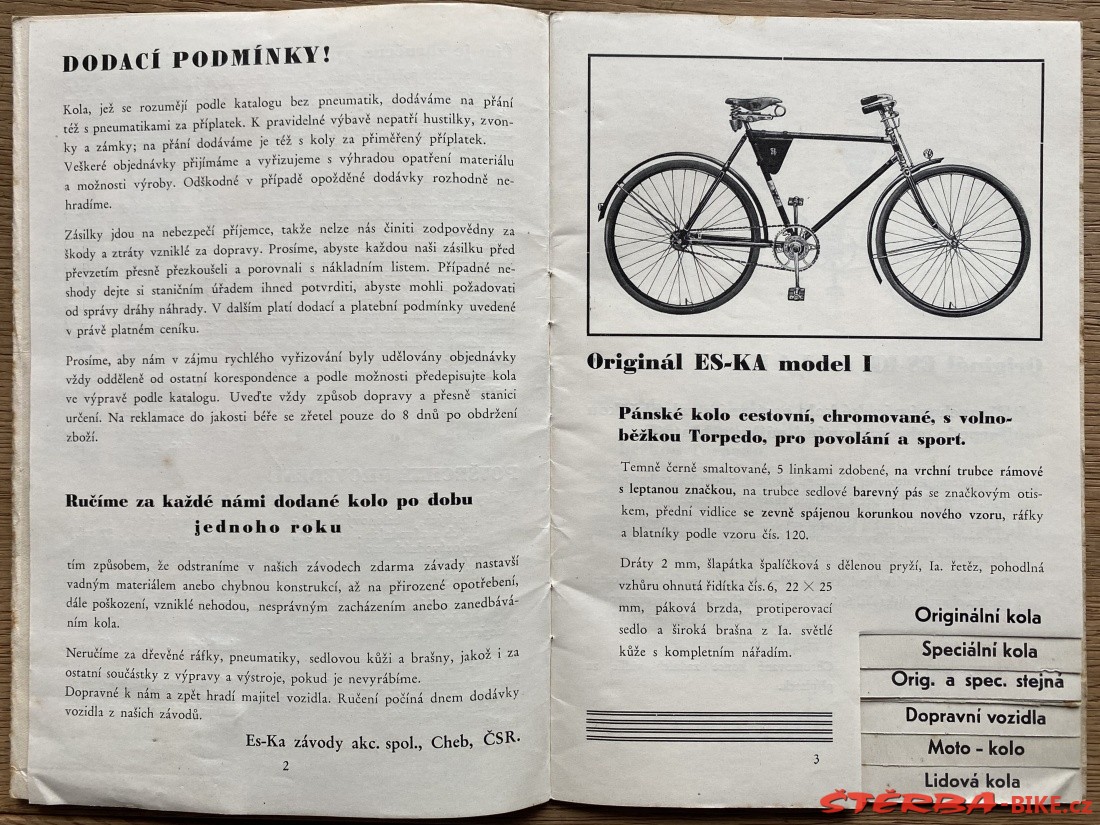 DODACÍ PODMÍNKY!
Kola, jež se rozumějí podle katalogu bez pneumatik, dodáváme na přání
též s pneumatikami za příplatek. K pravidelné výbavě nepatří hustilky, zvon-
ky a zámky; na přání dodáváme je též s koly za přiměřený příplatek.
Veškeré objednávky přijímáme a vyřizujeme s výhradou opatření materiálu
a možnosti výroby. Odškodné v případě opožděné dodávky rozhodně ne-
hradíme.
Zásilky jdou na nebezpečí příjemce, takže nelze nás činiti zodpovědny za
škody a ztráty vzniklé za dopravy. Prosíme, abyste každou naši zásilku před
převzetím přesně přezkoušeli a porovnali s nákladním listem. Případné ne-
shody dejte si staničním úřadem ihned potvrditi, abyste mohli požadovati
od správy dráhy náhrady. V dalším platí dodací a platební podmínky uvedené
v právě platném ceníku.
Prosíme, aby nám v zájmu rychlého vyřizování byly udělovány objednávky
vždy odděleně od ostatní korespondence a podle možnosti předepisujte kola
ve výpravě podle katalogu. Uveďte vždy způsob dopravy a přesně stanici
určení. Na reklamace do jakosti béře se zřetel pouze do 8 dnů po obdržení
zboží.
Ručíme za každé námi dodané kolo po dobu
jednoho roku
tím způsobem, že odstraníme v našich závodech zdarma závady nastavší
vadným materiálem anebo chybnou konstrukcí, až na přirozené opotřebení,
dále poškození, vzniklé nehodou, nesprávným zacházením anebo zanedbává-
ním kola.
Neručíme za dřevěné ráfky, pneumatiky, sedlovou kůži a brašny, jakož i za
ostatní součástky z výpravy a výstroje, pokud je nevyrábíme.
Dopravné k nám a zpět hradí majitel vozidla. Ručení počíná dnem dodávky
vozidla z našich závodů.
Es-Ka závody akc. spol., Cheb, ČSR.
2
Originál ES-KA model I
Pánské kolo cestovní, chromované, s volno-
běžkou Torpedo, pro povolání a sport.
Temně černě smaltované, 5 linkami zdobené, na vrchní trubce rámové
s leptanou značkou, na trubce sedlové barevný pás se značkovým otis-
kem, přední vidlice se zevně spájenou korunkou nového vzoru, ráfky
a blatníky podle vzoru čís. 120.
Dráty 2 mm, šlapátka špalíčková s dělenou pryží, Ia. řetěz, pohodlná
vzhůru ohnutá řidítka čís. 6, 22 × 25
mm, páková brzda, protiperovací
sedlo a široká brašna z Ia. světlé
kůže s kompletním nářadím.
3
Originální kola
Speciální kola
Orig. a spec. stejná
Dopravní vozidla
Moto - kolo
Lidová kola
ŠTĚRBA-BIKE.cz